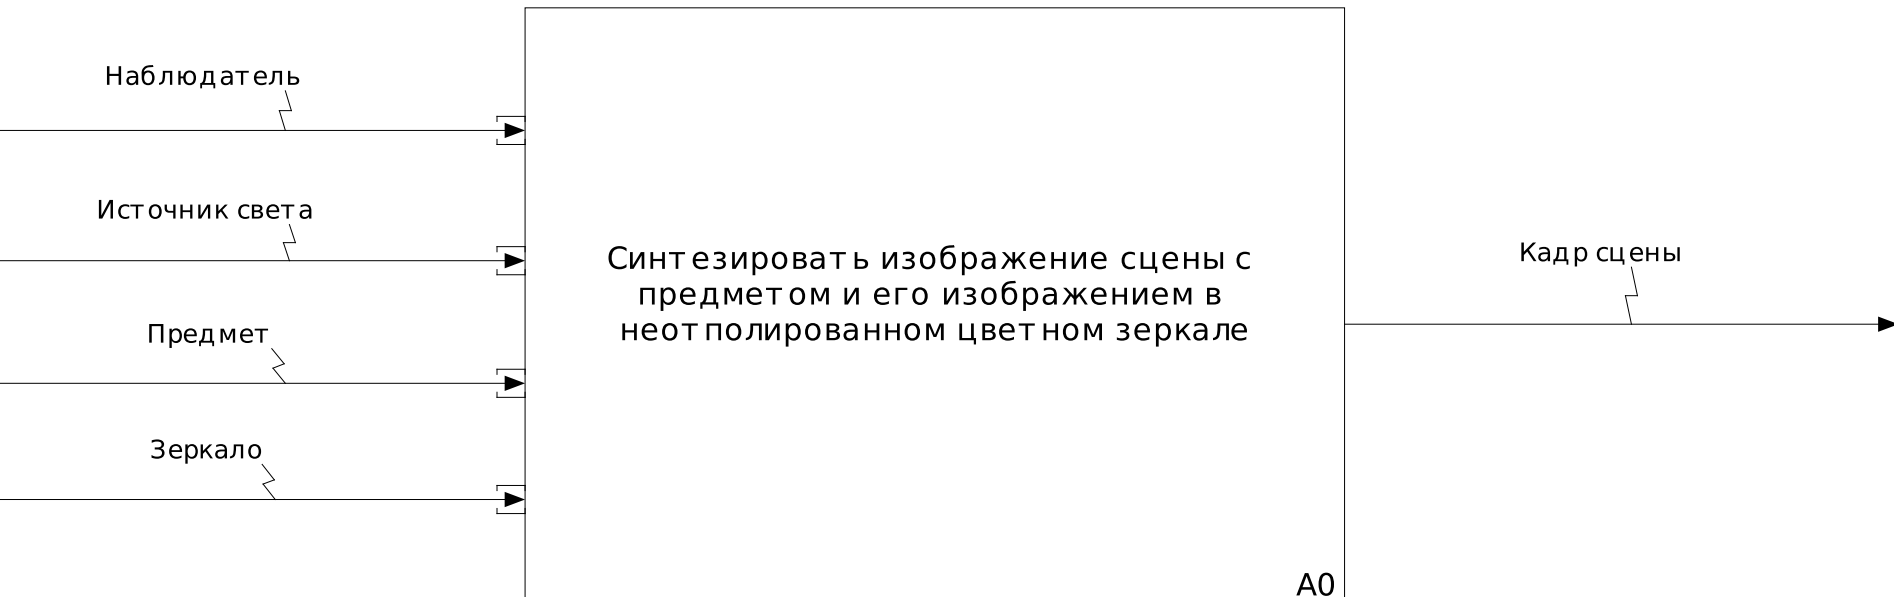 Наблюдатель
Источник света
Предмет
Зеркало
Синтезировать изображение сцены с
предметом и его изображением в
неотполированном цветном зеркале
A0
Кадр сцены